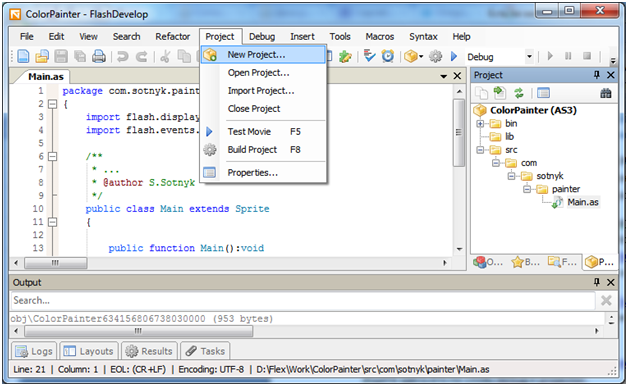 ColorPainter - FlashDevelop
File Edit View Search Refactor Project Debug Insert Tools Macros Syntax Help
New Project...
Open Project...
Import Project...
Close Project
Test Movie F5
Build Project F8
Properties...
Debug
Main.as
1 package com.sotnyk.pain
2 {
3 import flash.displa
4 import flash.events.
5
6 /**
7 * ...
8 * @author S.Sotnyk
9 */
10 public class Main extends Sprite
11 {
12
13 public function Main():void
Project
ColorPainter (AS3)
bin
lib
src
com
sotnyk
painter
Main.as
O... B... F... P...
Output
Search...
obj\ColorPainter634156806738030000 (953 bytes)
Logs Layouts Results Tasks
Line: 21 | Column: 1 | EOL: (CR+LF) | Encoding: UTF-8 | D:\Flex\Work\ColorPainter\src\com\sotnyk\painter\Main.as